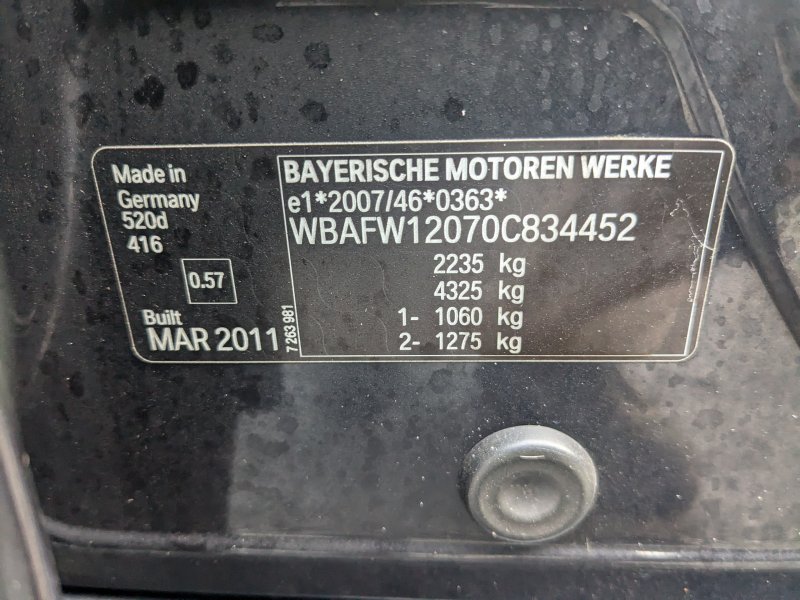 Made in
Germany
520d
416
0.57
Built
MAR 2011
7 263 981
BAYERISCHE MOTOREN WERKE
e1*2007/46*0363*
WBAFW12070C834452
2235 kg
4325 kg
1- 1060 kg
2- 1275 kg